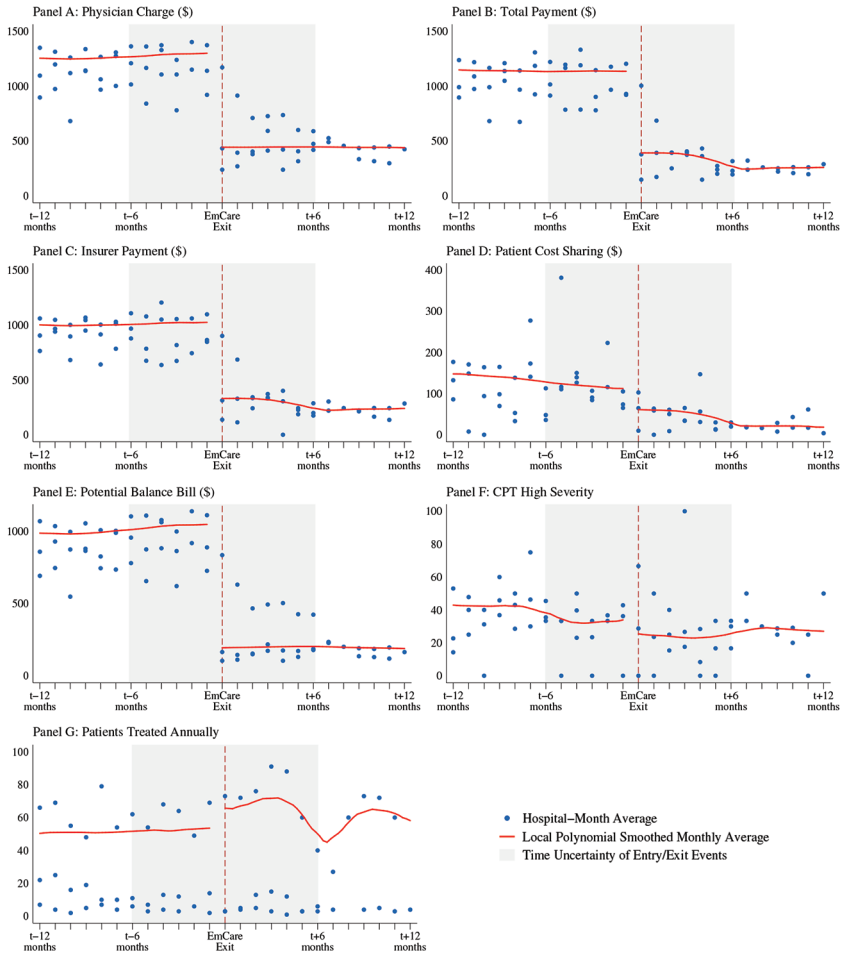 Panel A: Physician Charge ($)
1500
1000
500
0
t−12
months
t−6
months
EmCare
Exit
t+6
months
t+12
months
Panel B: Total Payment ($)
1500
1000
500
0
t−12
months
t−6
months
EmCare
Exit
t+6
months
t+12
months
Panel C: Insurer Payment ($)
1500
1000
500
0
t−12
months
t−6
months
EmCare
Exit
t+6
months
t+12
months
Panel D: Patient Cost Sharing ($)
400
300
200
100
0
t−12
months
t−6
months
EmCare
Exit
t+6
months
t+12
months
Panel E: Potential Balance Bill ($)
1000
500
0
t−12
months
t−6
months
EmCare
Exit
t+6
months
t+12
months
Panel F: CPT High Severity
100
80
60
40
20
0
t−12
months
t−6
months
EmCare
Exit
t+6
months
t+12
months
Panel G: Patients Treated Annually
100
80
60
40
20
0
t−12
months
t−6
months
EmCare
Exit
t+6
months
t+12
months
Hospital−Month Average
Local Polynomial Smoothed Monthly Average
Time Uncertainty of Entry/Exit Events